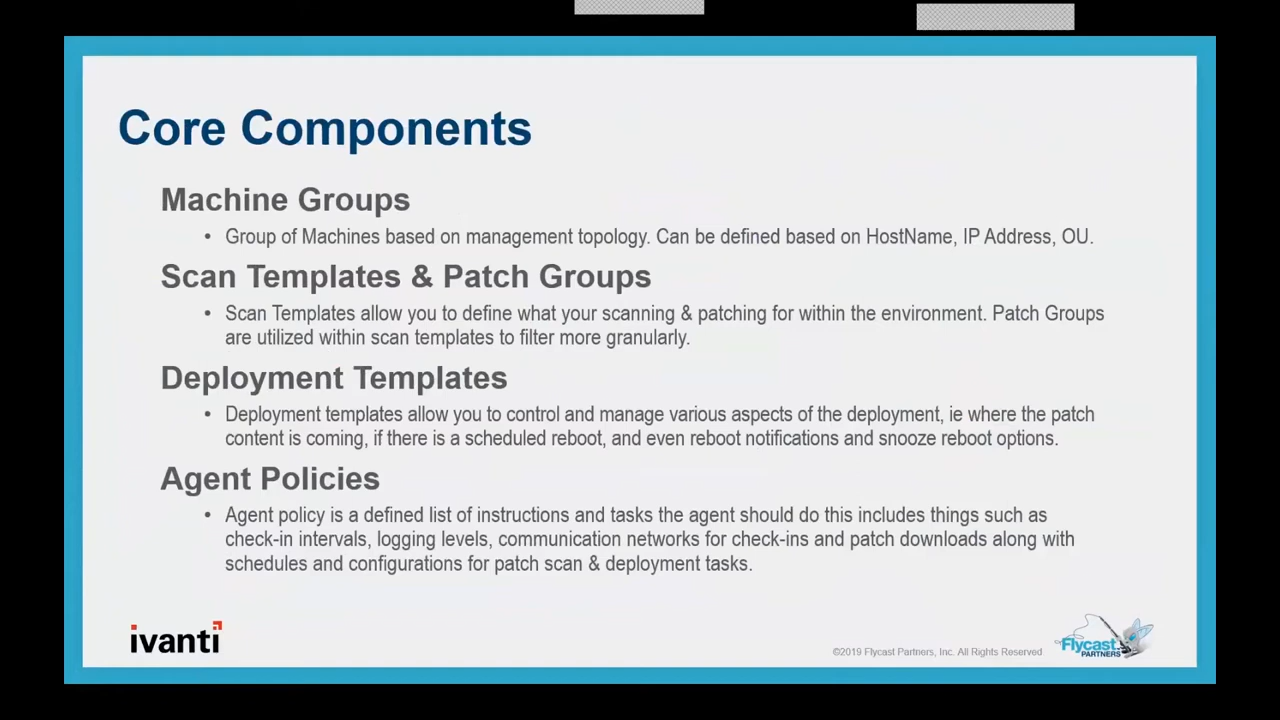 Core Components
Machine Groups
• Group of Machines based on management topology. Can be defined based on HostName, IP Address, OU.
Scan Templates & Patch Groups
• Scan Templates allow you to define what your scanning & patching for within the environment. Patch Groups
are utilized within scan templates to filter more granularly.
Deployment Templates
• Deployment templates allow you to control and manage various aspects of the deployment, ie where the patch
content is coming, if there is a scheduled reboot, and even reboot notifications and snooze reboot options.
Agent Policies
• Agent policy is a defined list of instructions and tasks the agent should do this includes things such as
check-in intervals, logging levels, communication networks for check-ins and patch downloads along with
schedules and configurations for patch scan & deployment tasks.
ivanti
©2019 Flycast Partners, Inc. All Rights Reserved
Flycast
PARTNERS